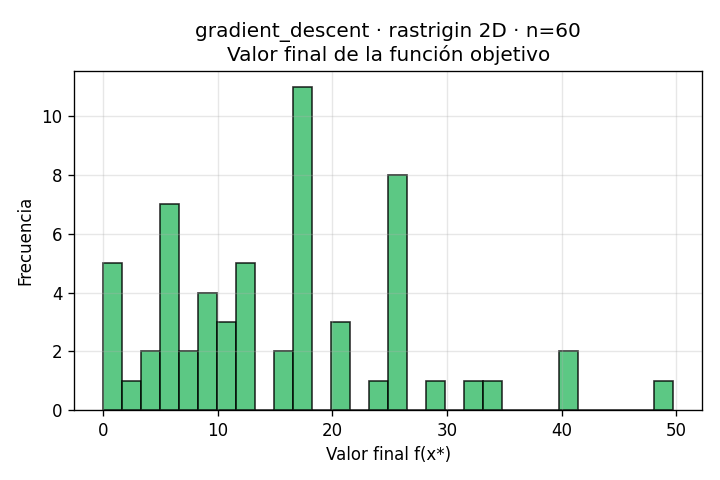 gradient_descent · rastrigin 2D · n=60
Valor final de la función objetivo
Frecuencia
10
8
6
4
2
0
0 10 20 30 40 50
Valor final f(x*)